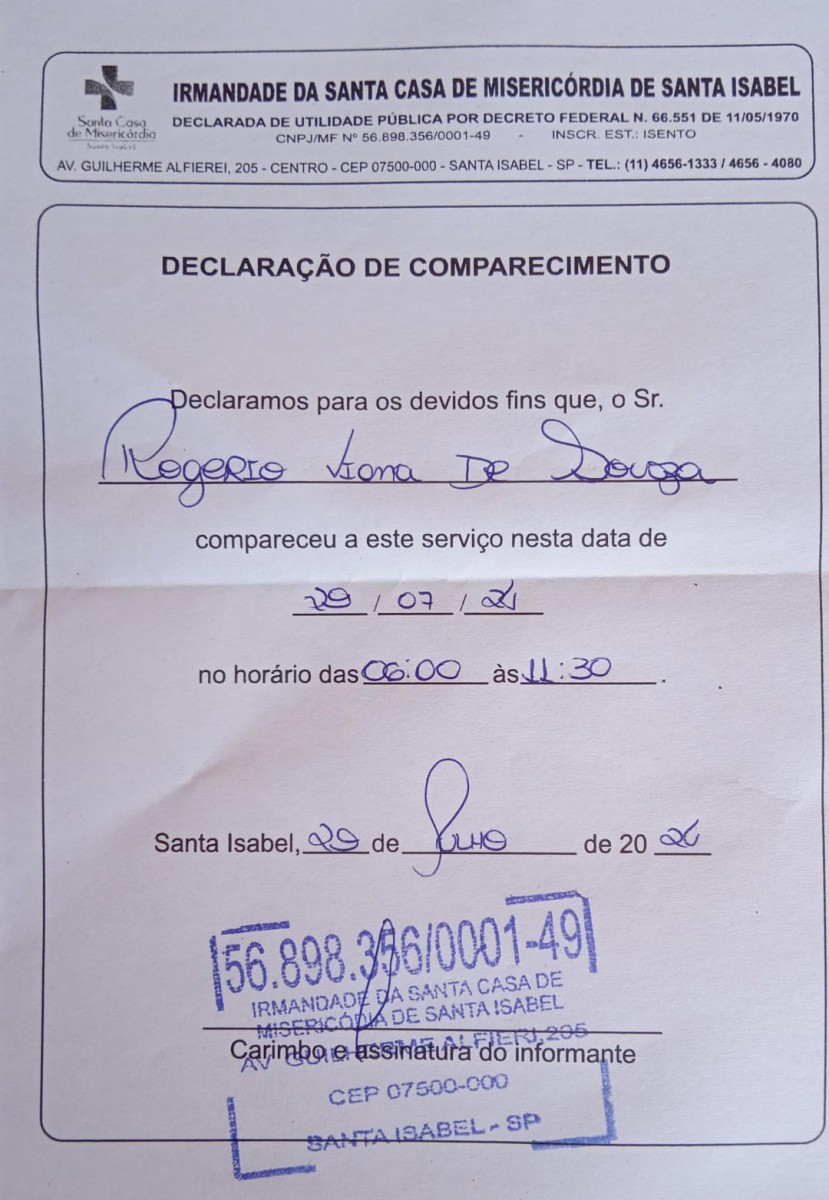 Santa Casa
de Misericórdia
Santa Isabel
IRMANDADE DA SANTA CASA DE MISERICÓRDIA DE SANTA ISABEL
DECLARADA DE UTILIDADE PÚBLICA POR DECRETO FEDERAL N. 66.551 DE 11/05/1970
CNPJ/MF Nº 56.898.356/0001-49 - INSCR. EST.: ISENTO
AV. GUILHERME ALFIEREI, 205 - CENTRO - CEP 07500-000 - SANTA ISABEL - SP - TEL.: (11) 4656-1333 / 4656 - 4080
DECLARAÇÃO DE COMPARECIMENTO
Declaramos para os devidos fins que, o Sr.
Rogerio Viana De Souza
compareceu a este serviço nesta data de
29 / 07 /
no horário das 06:00 às 11:30 .
Santa Isabel, 29 de Julho de 20
56.898.356/0001-49
IRMANDADE DA SANTA CASA DE
MISERICÓDIA DE SANTA ISABEL
Carimbo e assinatura do informante
AV GUILHERME ALFIERI, 205
CEP 07500-000
SANTA ISABEL - SP